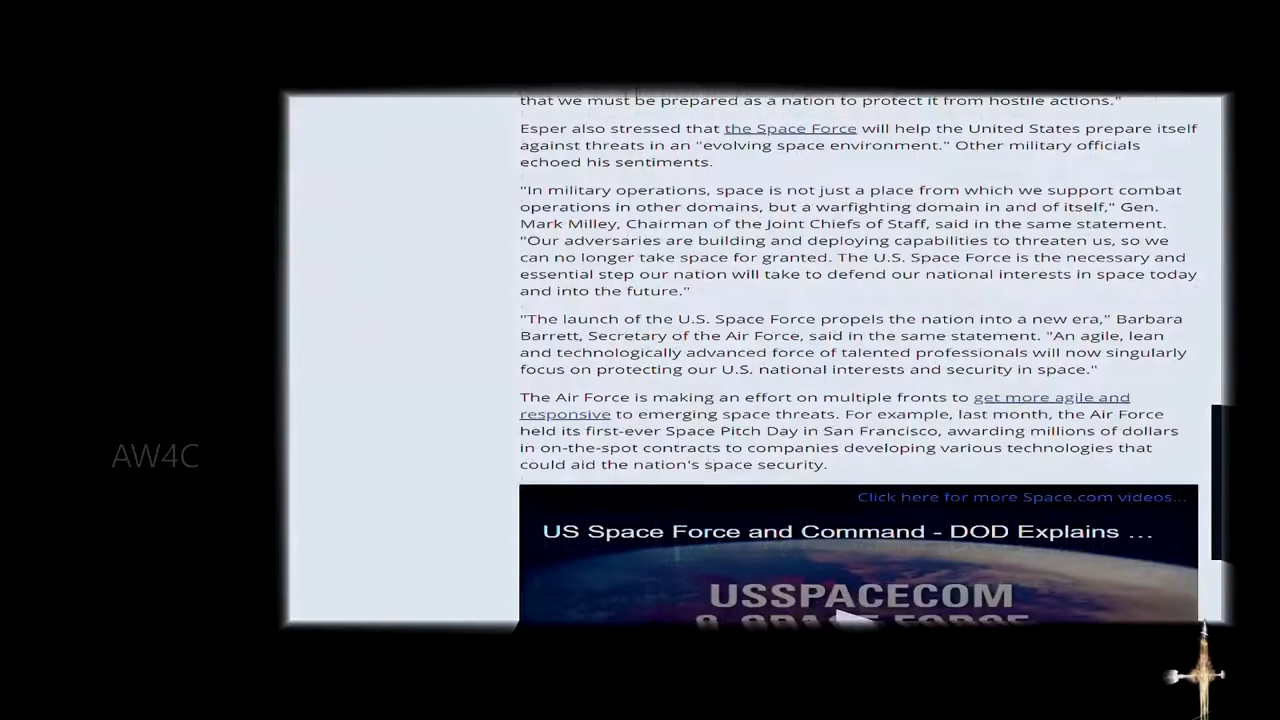 that we must be prepared as a nation to protect it from hostile actions."
Esper also stressed that the Space Force will help the United States prepare itself
against threats in an "evolving space environment." Other military officials
echoed his sentiments.
"In military operations, space is not just a place from which we support combat
operations in other domains, but a warfighting domain in and of itself," Gen.
Mark Milley, Chairman of the Joint Chiefs of Staff, said in the same statement.
"Our adversaries are building and deploying capabilities to threaten us, so we
can no longer take space for granted. The U.S. Space Force is the necessary and
essential step our nation will take to defend our national interests in space today
and into the future."
"The launch of the U.S. Space Force propels the nation into a new era," Barbara
Barrett, Secretary of the Air Force, said in the same statement. "An agile, lean
and technologically advanced force of talented professionals will now singularly
focus on protecting our U.S. national interests and security in space."
The Air Force is making an effort on multiple fronts to get more agile and
responsive to emerging space threats. For example, last month, the Air Force
held its first-ever Space Pitch Day in San Francisco, awarding millions of dollars
in on-the-spot contracts to companies developing various technologies that
could aid the nation's space security.
AW4C
Click here for more Space.com videos...
US Space Force and Command - DOD Explains ...
USSPACECOM
& SPACE FORCE